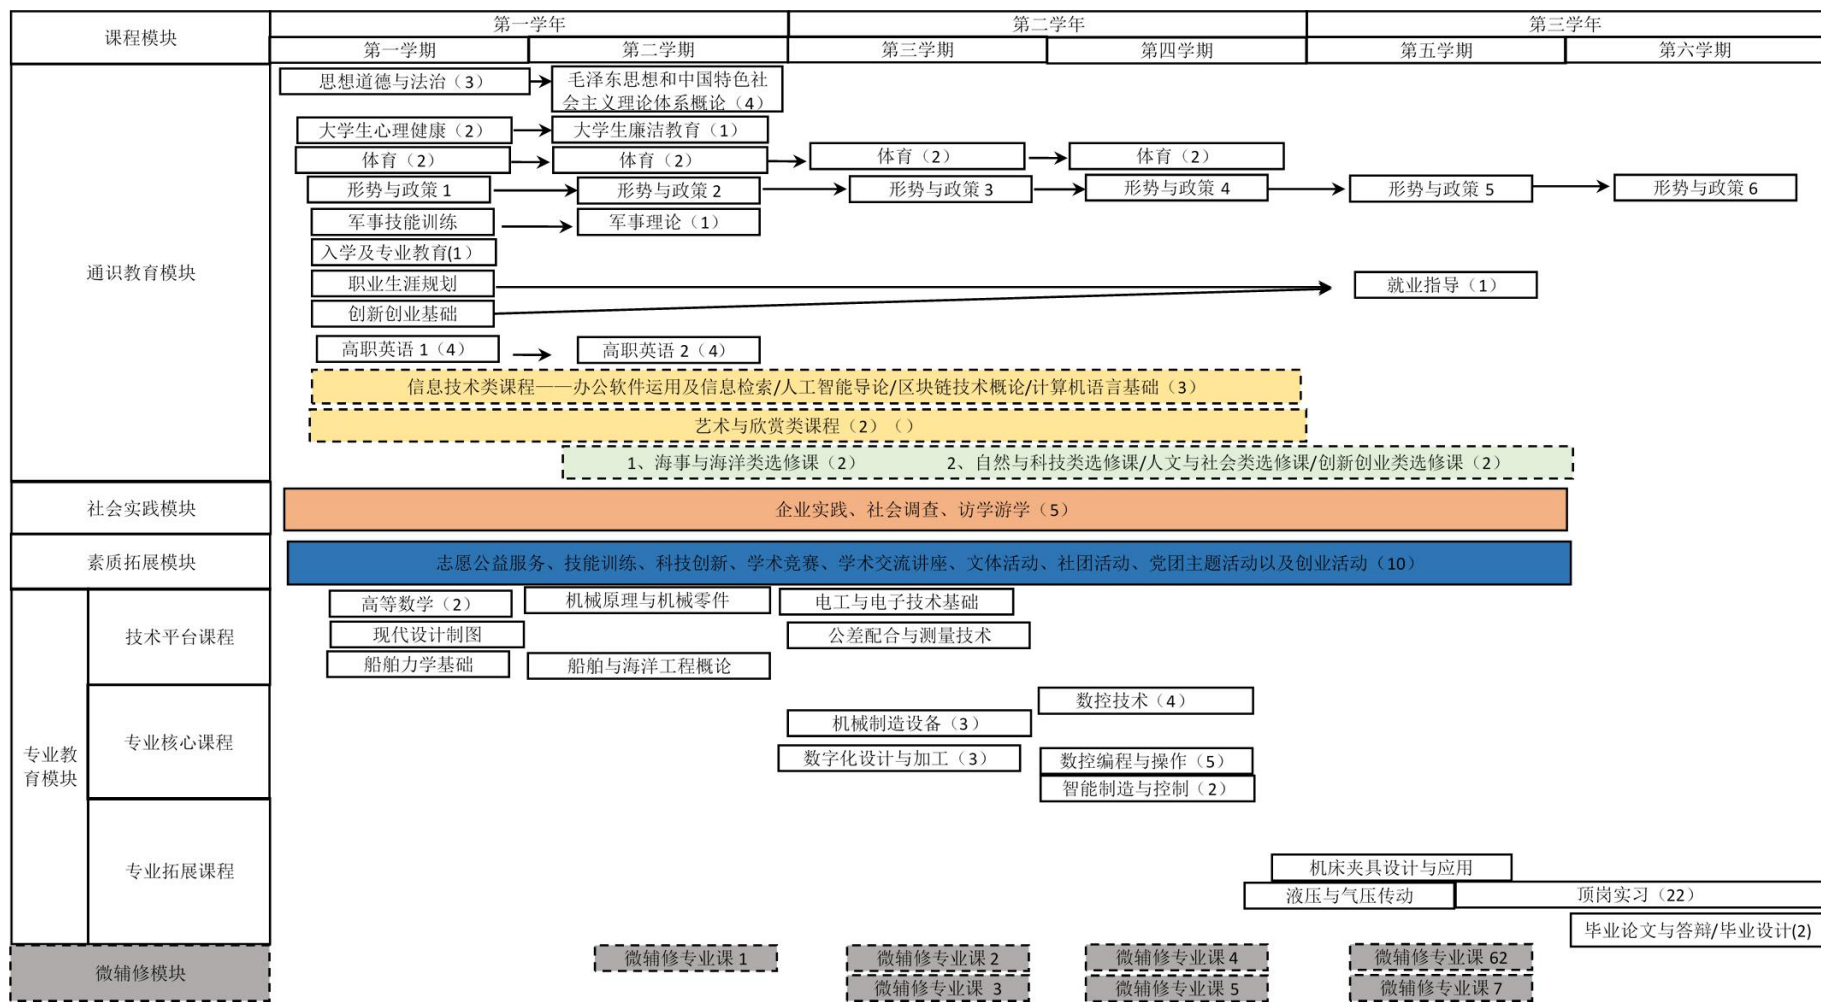 课程模块
第一学年
第二学年
第三学年
第一学期
第二学期
第三学期
第四学期
第五学期
第六学期
通识教育模块
思想道德与法治（3）
毛泽东思想和中国特色社
会主义理论体系概论（4）
大学生心理健康（2）
大学生廉洁教育（1）
体育（2）
体育（2）
体育（2）
体育（2）
形势与政策 1
形势与政策 2
形势与政策 3
形势与政策 4
形势与政策 5
形势与政策 6
军事技能训练
军事理论（1）
入学及专业教育(1）
职业生涯规划
就业指导（1）
创新创业基础
高职英语 1（4）
高职英语 2（4）
信息技术类课程——办公软件运用及信息检索/人工智能导论/区块链技术概论/计算机语言基础（3）
艺术与欣赏类课程（2）（）
1、海事与海洋类选修课（2） 2、自然与科技类选修课/人文与社会类选修课/创新创业类选修课（2）
社会实践模块
企业实践、社会调查、访学游学（5）
素质拓展模块
志愿公益服务、技能训练、科技创新、学术竞赛、学术交流讲座、文体活动、社团活动、党团主题活动以及创业活动（10）
专业教
育模块
技术平台课程
高等数学（2）
机械原理与机械零件
电工与电子技术基础
现代设计制图
公差配合与测量技术
船舶力学基础
船舶与海洋工程概论
专业核心课程
数控技术（4）
机械制造设备（3）
数字化设计与加工（3）
数控编程与操作（5）
智能制造与控制（2）
专业拓展课程
机床夹具设计与应用
液压与气压传动
顶岗实习（22）
毕业论文与答辩/毕业设计(2)
微辅修模块
微辅修专业课 1
微辅修专业课 2
微辅修专业课 4
微辅修专业课 62
微辅修专业课 3
微辅修专业课 5
微辅修专业课 7